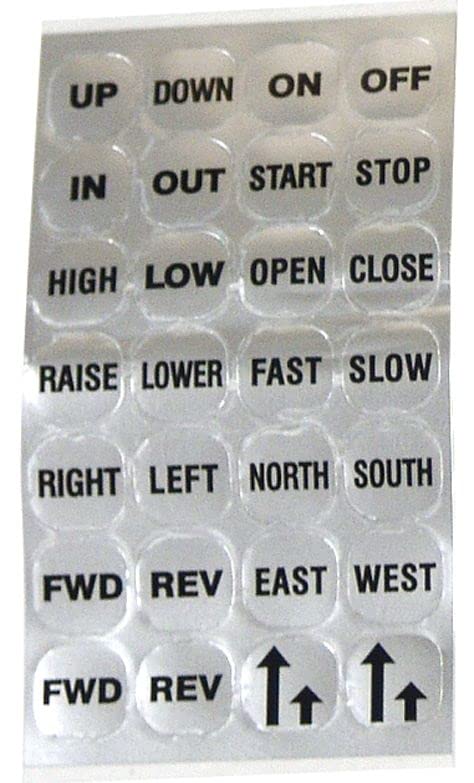 UP DOWN ON OFF
IN OUT START STOP
HIGH LOW OPEN CLOSE
RAISE LOWER FAST SLOW
RIGHT LEFT NORTH SOUTH
FWD REV EAST WEST
FWD REV